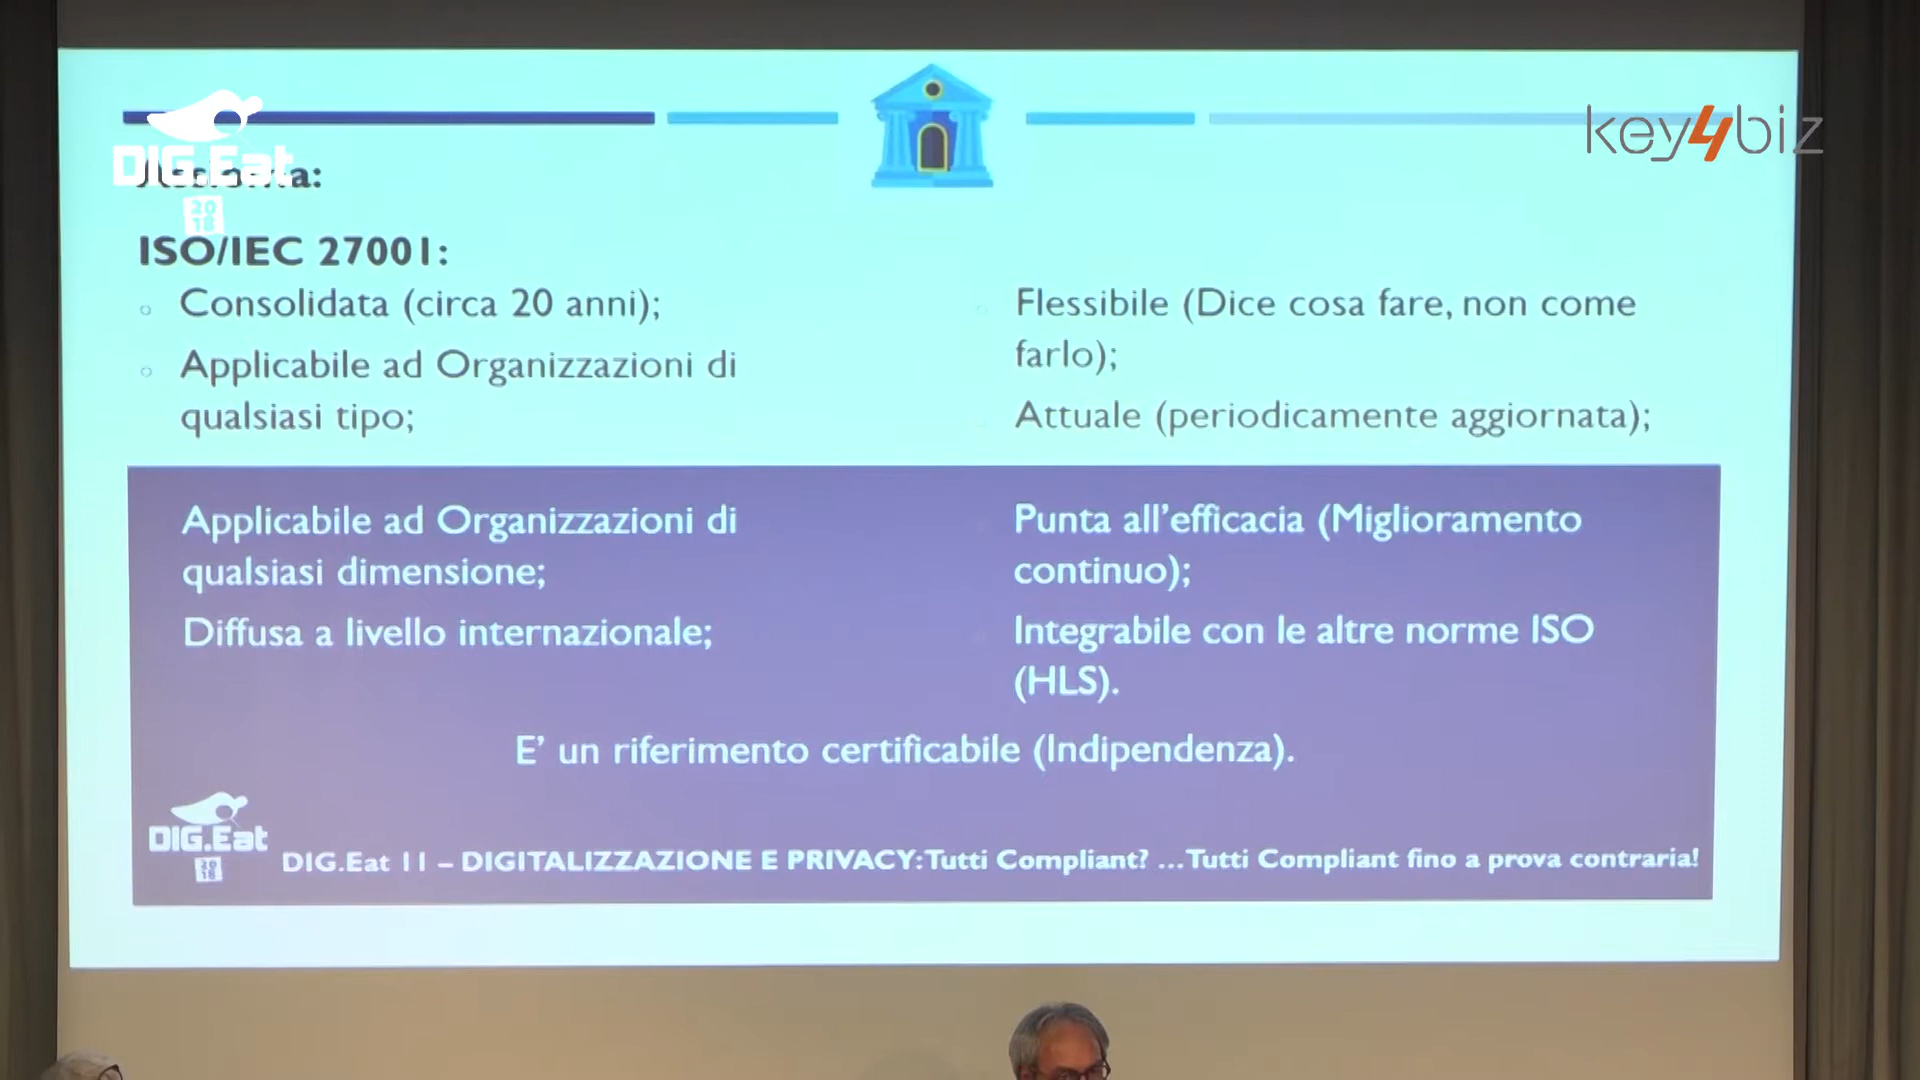 DIG.Eat
2018
key4biz
ISO/IEC 27001:
Consolidata (circa 20 anni);
Applicabile ad Organizzazioni di
qualsiasi tipo;
Applicabile ad Organizzazioni di
qualsiasi dimensione;
Diffusa a livello internazionale;
Flessibile (Dice cosa fare, non come
farlo);
Attuale (periodicamente aggiornata);
Punta all'efficacia (Miglioramento
continuo);
Integrabile con le altre norme ISO
(HLS).
E' un riferimento certificabile (Indipendenza).
DIG.Eat
2018
DIG.Eat 11 – DIGITALIZZAZIONE E PRIVACY: Tutti Compliant? ...Tutti Compliant fino a prova contraria!